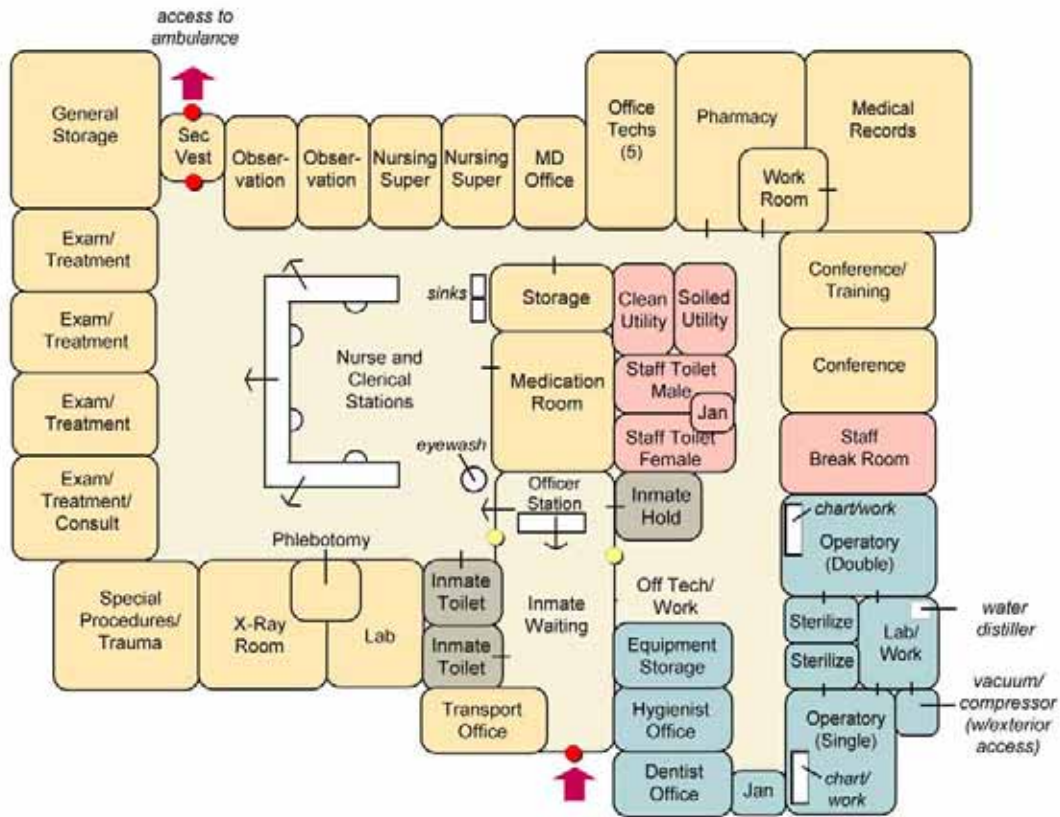 access to
ambulance
General
Storage
Sec
Vest
Obser-
vation
Obser-
vation
Nursing
Super
Nursing
Super
MD
Office
Office
Techs
(5)
Pharmacy
Medical
Records
Work
Room
Exam/
Treatment
Exam/
Treatment
Exam/
Treatment
Exam/
Treatment/
Consult
sinks
Storage
Clean
Utility
Soiled
Utility
Conference/
Training
Nurse and
Clerical
Stations
Medication
Room
Staff Toilet
Male
Jan
Staff Toilet
Female
Conference
Staff
Break Room
eyewash
Officer
Station
Inmate
Hold
chart/work
Operatory
(Double)
Phlebotomy
Special
Procedures/
Trauma
X-Ray
Room
Lab
Inmate
Toilet
Inmate
Toilet
Inmate
Waiting
Off Tech/
Work
Sterilize
Sterilize
Lab/
Work
water
distiller
Equipment
Storage
Transport
Office
Hygienist
Office
Operatory
(Single)
vacuum/
compressor
(w/exterior
access)
Dentist
Office
Jan
chart/
work